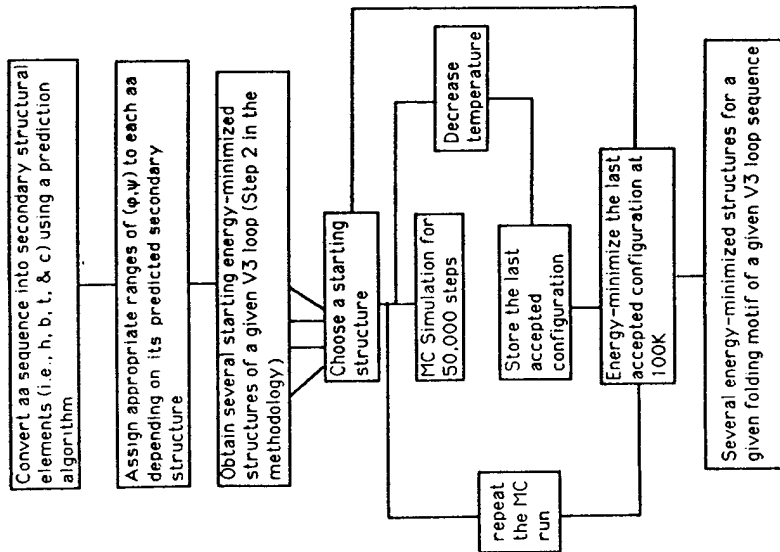 Convert aa sequence into secondary structural
elements (i.e., h, b, t, & c) using a prediction
algorithm
Assign appropriate ranges of (φ,ψ) to each aa
depending on its predicted secondary
structure
Obtain several starting energy-minimized
structures of a given V3 loop (Step 2 in the
methodology)
Choose a starting
structure
MC Simulation for
50,000 steps
Decrease
temperature
Store the last
accepted
configuration
repeat
the MC
run
Energy-minimize the last
accepted configuration at
100K
Several energy-minimized structures for a
given folding motif of a given V3 loop sequence